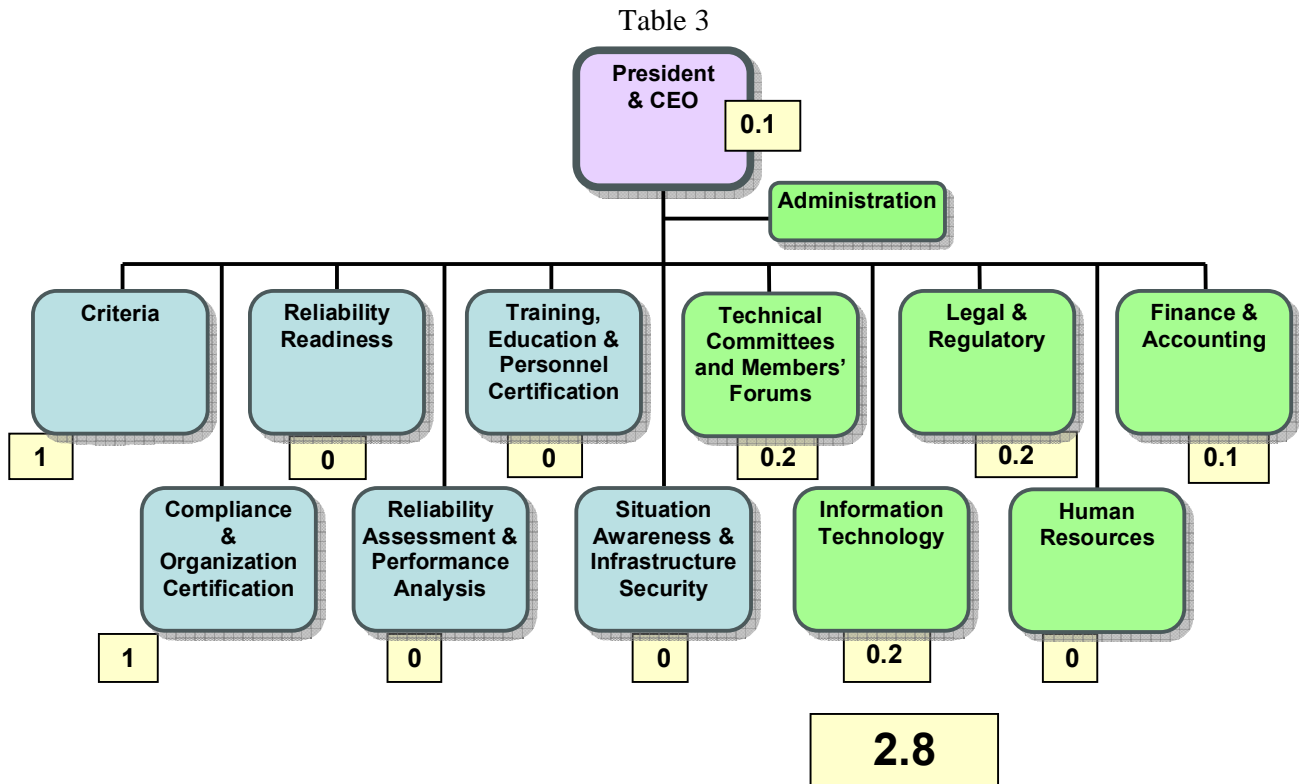 Table 3
President
& CEO
0.1
Administration
Criteria
1
Reliability
Readiness
0
Training,
Education &
Personnel
Certification
0
Technical
Committees
and Members’
Forums
0.2
Legal &
Regulatory
0.2
Finance &
Accounting
0.1
Compliance
&
Organization
Certification
1
Reliability
Assessment &
Performance
Analysis
0
Situation
Awareness &
Infrastructure
Security
0
Information
Technology
0.2
Human
Resources
0
2.8